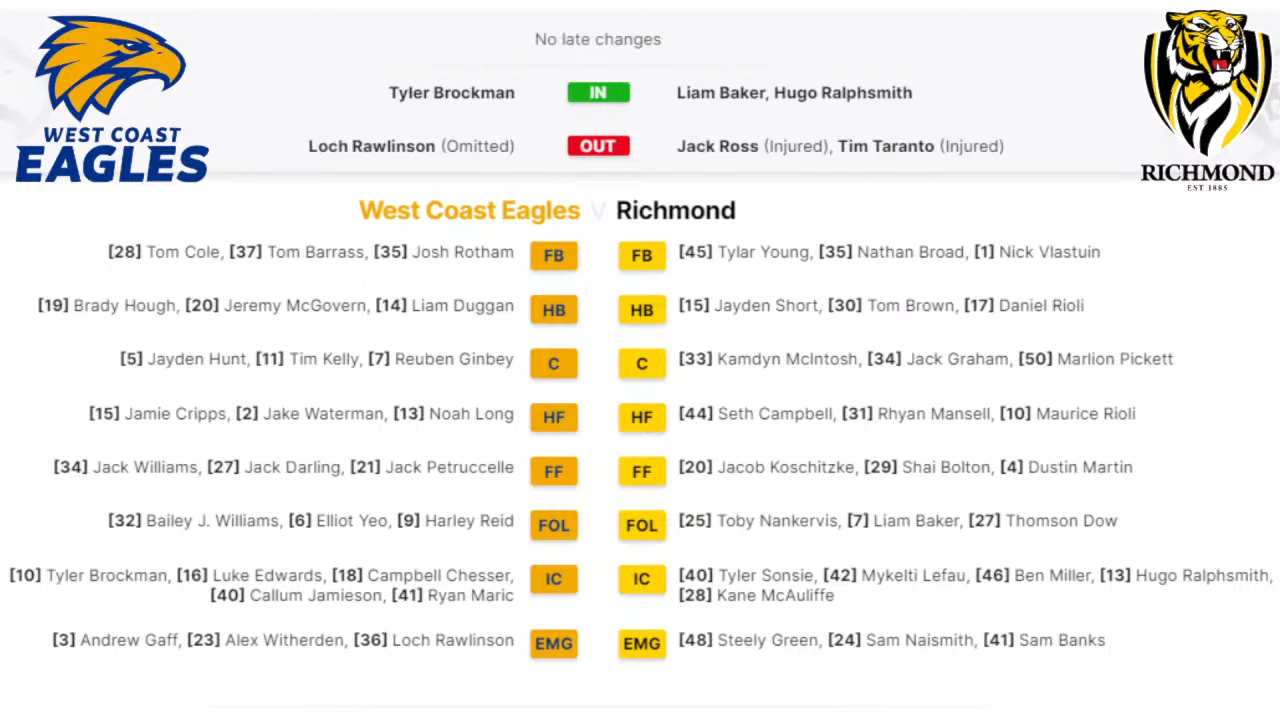 No late changes
Tyler Brockman IN Liam Baker, Hugo Ralphsmith
Loch Rawlinson (Omitted) OUT Jack Ross (Injured), Tim Taranto (Injured)
WEST COAST
EAGLES
RICHMOND
EST 1885
West Coast Eagles V Richmond
[28] Tom Cole, [37] Tom Barrass, [35] Josh Rotham FB FB [45] Tylar Young, [35] Nathan Broad, [1] Nick Vlastuin
[19] Brady Hough, [20] Jeremy McGovern, [14] Liam Duggan HB HB [15] Jayden Short, [30] Tom Brown, [17] Daniel Rioli
[5] Jayden Hunt, [11] Tim Kelly, [7] Reuben Ginbey C C [33] Kamdyn McIntosh, [34] Jack Graham, [50] Marlion Pickett
[15] Jamie Cripps, [2] Jake Waterman, [13] Noah Long HF HF [44] Seth Campbell, [31] Rhyan Mansell, [10] Maurice Rioli
[34] Jack Williams, [27] Jack Darling, [21] Jack Petruccelle FF FF [20] Jacob Koschitzke, [29] Shai Bolton, [4] Dustin Martin
[32] Bailey J. Williams, [6] Elliot Yeo, [9] Harley Reid FOL FOL [25] Toby Nankervis, [7] Liam Baker, [27] Thomson Dow
[10] Tyler Brockman, [16] Luke Edwards, [18] Campbell Chesser, IC IC [40] Tyler Sonsie, [42] Mykelti Lefau, [46] Ben Miller, [13] Hugo Ralphsmith,
[40] Callum Jamieson, [41] Ryan Maric [28] Kane McAuliffe
[3] Andrew Gaff, [23] Alex Witherden, [36] Loch Rawlinson EMG EMG [48] Steely Green, [24] Sam Naismith, [41] Sam Banks